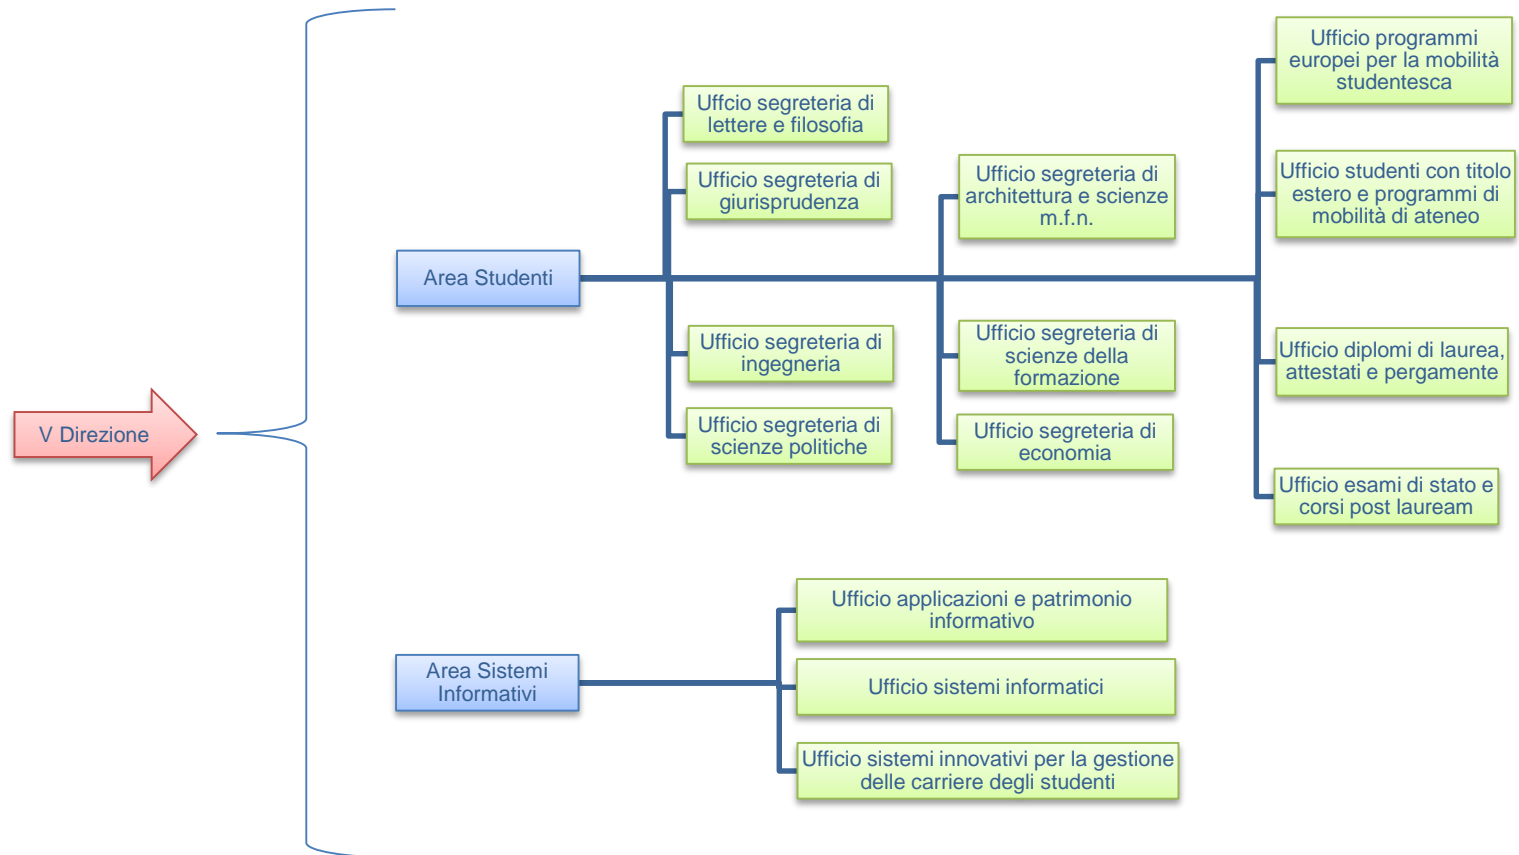 V Direzione
Area Studenti
Uffcio segreteria di
lettere e filosofia
Ufficio segreteria di
giurisprudenza
Ufficio segreteria di
ingegneria
Ufficio segreteria di
scienze politiche
Ufficio segreteria di
architettura e scienze
m.f.n.
Ufficio segreteria di
scienze della
formazione
Ufficio segreteria di
economia
Ufficio programmi
europei per la mobilità
studentesca
Ufficio studenti con titolo
estero e programmi di
mobilità di ateneo
Ufficio diplomi di laurea,
attestati e pergamente
Ufficio esami di stato e
corsi post lauream
Area Sistemi
Informativi
Ufficio applicazioni e patrimonio
informativo
Ufficio sistemi informatici
Ufficio sistemi innovativi per la gestione
delle carriere degli studenti